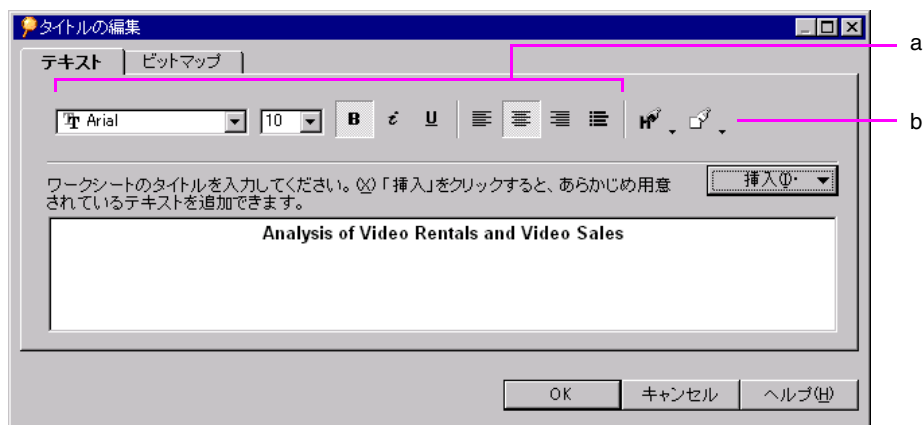 タイトルの編集
a
テキスト
ビットマップ
Arial
10
B
i
U
b
ワークシートのタイトルを入力してください。(X)「挿入」をクリックすると、あらかじめ用意
されているテキストを追加できます。
挿入(I)・
Analysis of Video Rentals and Video Sales
OK
キャンセル
ヘルプ(H)